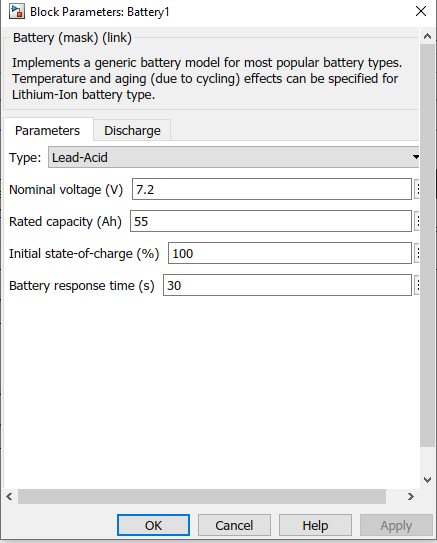 Block Parameters: Battery1
Battery (mask) (link)
Implements a generic battery model for most popular battery types.
Temperature and aging (due to cycling) effects can be specified for
Lithium-Ion battery type.
Parameters Discharge
Type: Lead-Acid
Nominal voltage (V) 7.2
Rated capacity (Ah) 55
Initial state-of-charge (%) 100
Battery response time (s) 30
OK Cancel Help Apply